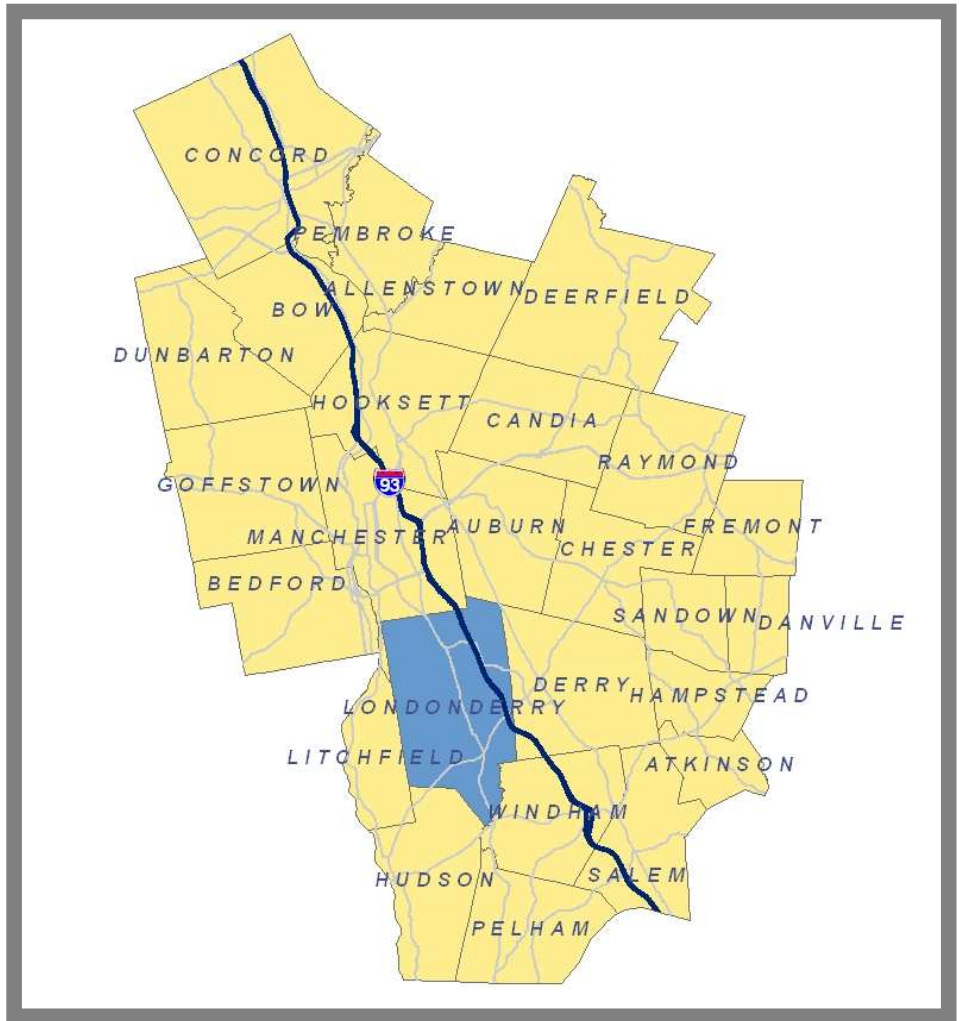 CONCORD
PEMBROKE
ALLENSTOWN
DEERFIELD
BOW
DUNBARTON
HOOKSETT
CANDIA
RAYMOND
GOFFSTOWN
93
AUBURN
FREMONT
MANCHESTER
CHESTER
BEDFORD
SANDOWN
DANVILLE
DERRY
HAMPSTEAD
LONDONDERRY
LITCHFIELD
ATKINSON
WINDHAM
HUDSON
SALEM
PELHAM